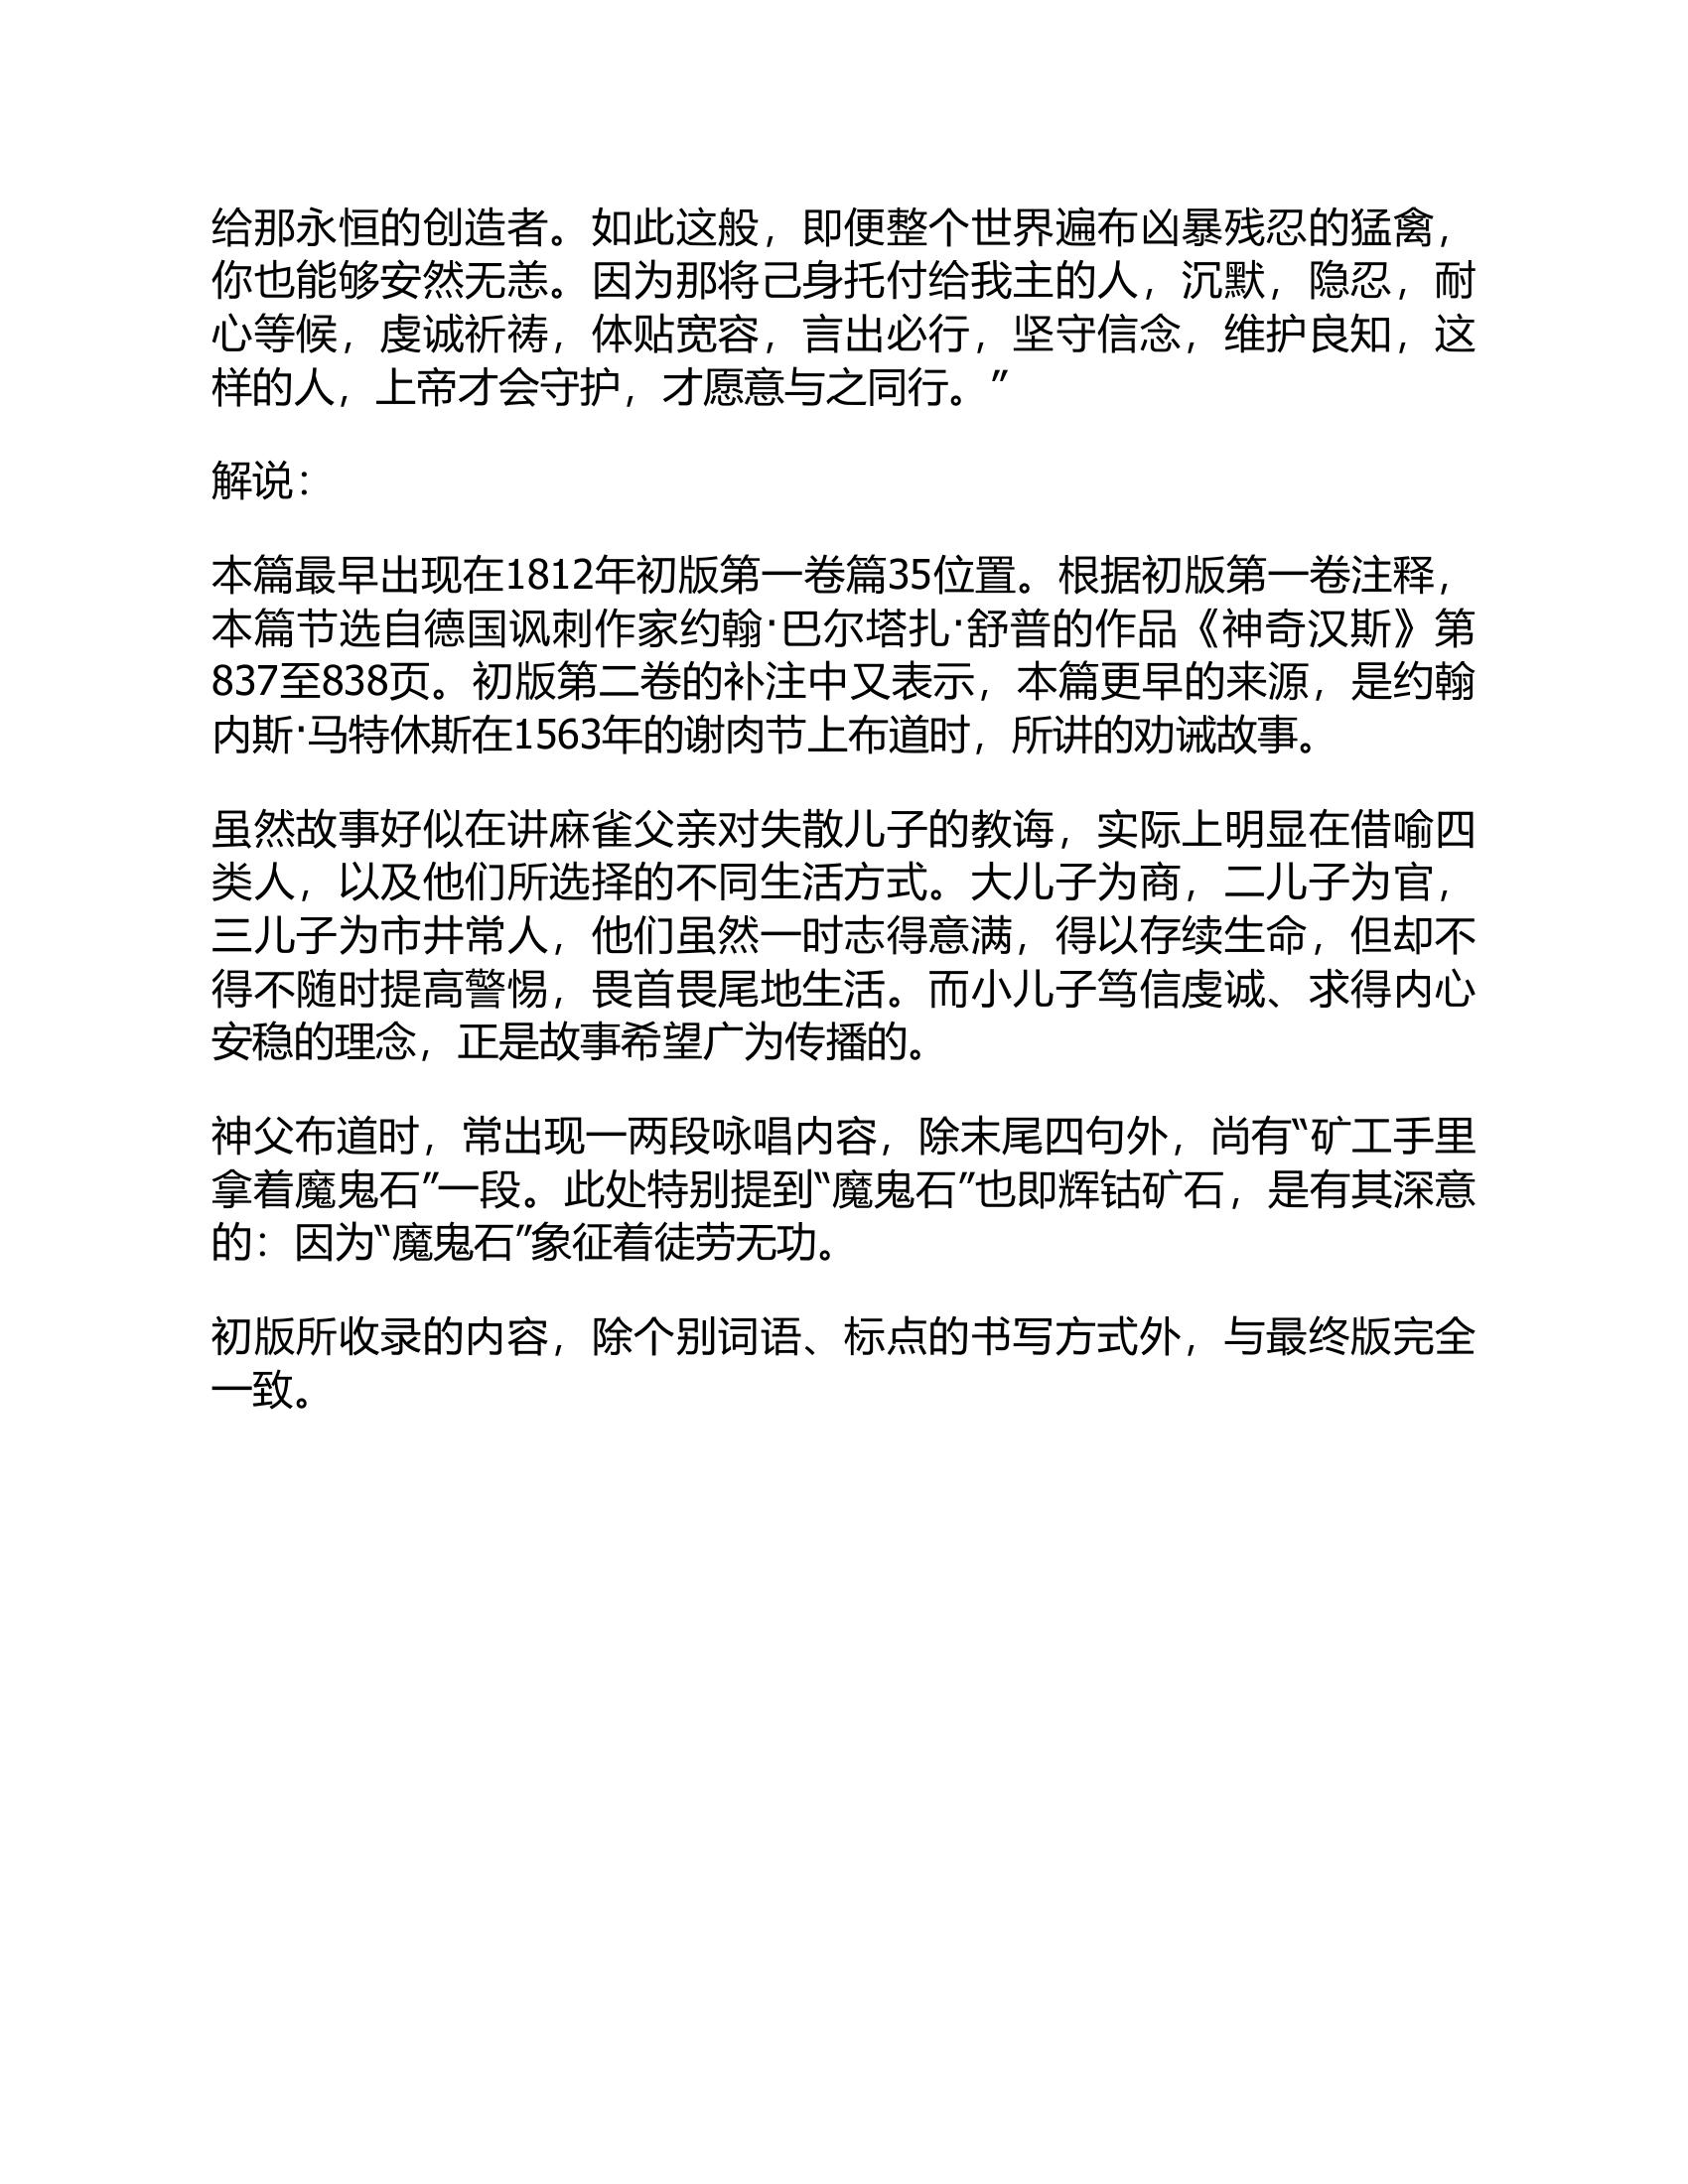 给那永恒的创造者。如此这般，即便整个世界遍布凶暴残忍的猛禽，
你也能够安然无恙。因为那将己身托付给我主的人，沉默，隐忍，耐
心等候，虔诚祈祷，体贴宽容，言出必行，坚守信念，维护良知，这
样的人，上帝才会守护，才愿意与之同行。”
解说：
本篇最早出现在1812年初版第一卷篇35位置。根据初版第一卷注释，
本篇节选自德国讽刺作家约翰·巴尔塔扎·舒普的作品《神奇汉斯》第
837至838页。初版第二卷的补注中又表示，本篇更早的来源，是约翰
内斯·马特休斯在1563年的谢肉节上布道时，所讲的劝诫故事。
虽然故事好似在讲麻雀父亲对失散儿子的教诲，实际上明显在借喻四
类人，以及他们所选择的不同生活方式。大儿子为商，二儿子为官，
三儿子为市井常人，他们虽然一时志得意满，得以存续生命，但却不
得不随时提高警惕，畏首畏尾地生活。而小儿子笃信虔诚、求得内心
安稳的理念，正是故事希望广为传播的。
神父布道时，常出现一两段咏唱内容，除末尾四句外，尚有“矿工手里
拿着魔鬼石”一段。此处特别提到“魔鬼石”也即辉钴矿石，是有其深意
的：因为“魔鬼石”象征着徒劳无功。
初版所收录的内容，除个别词语、标点的书写方式外，与最终版完全
一致。